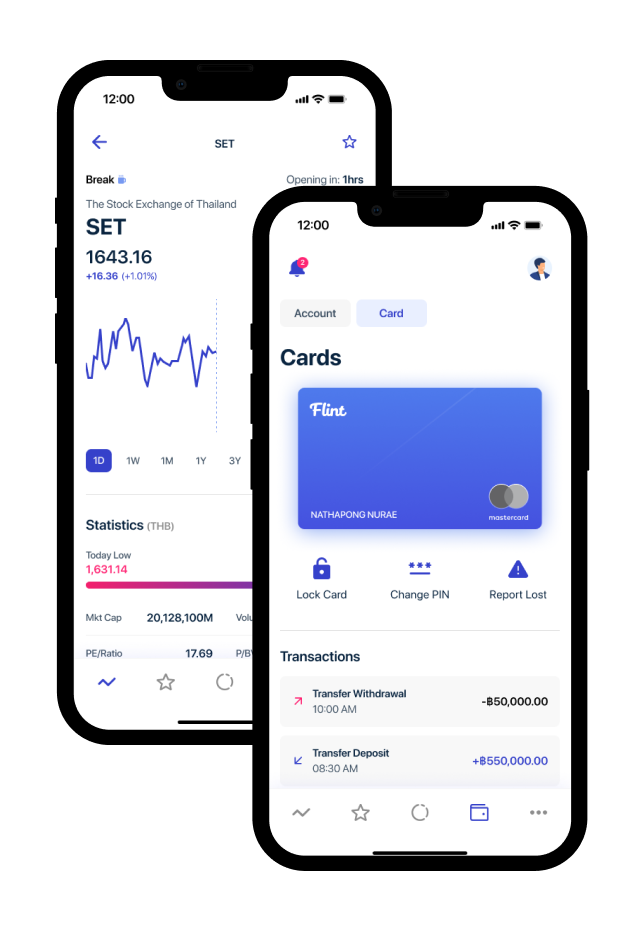 12:00
SET
Break
Opening in: 1hrs
The Stock Exchange of Thailand
SET
1643.16
+16.36 (+1.01%)
1D 1W 1M 1Y 3Y
Statistics (THB)
Today Low
1,631.14
Mkt Cap 20,128,100M
PE/Ratio 17.69
12:00
2
Account Card
Cards
Flint
NATHAPONG NURAE
mastercard
***
Lock Card Change PIN Report Lost
Transactions
Transfer Withdrawal
10:00 AM
-฿50,000.00
Transfer Deposit
08:30 AM
+฿550,000.00